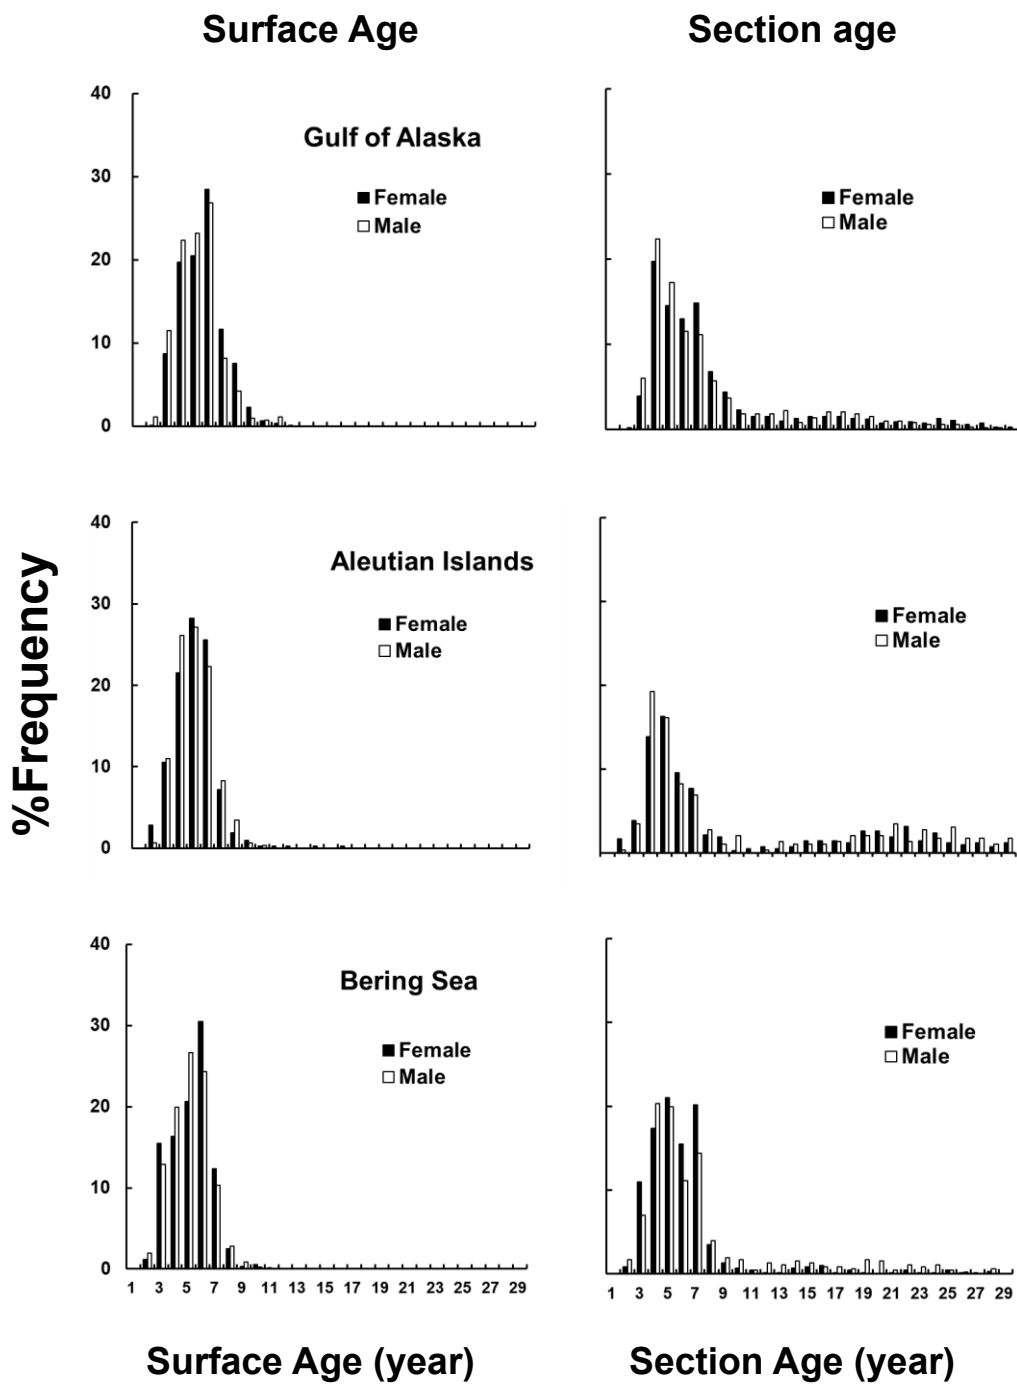 Surface Age
Section age
40
30
20
10
0
Gulf of Alaska
Female
Male
Female
Male
%Frequency
40
30
20
10
0
Aleutian Islands
Female
Male
Female
Male
40
30
20
10
0
Bering Sea
Female
Male
Female
Male
1 3 5 7 9 11 13 15 17 19 21 23 25 27 29
1 3 5 7 9 11 13 15 17 19 21 23 25 27 29
Surface Age (year)
Section Age (year)